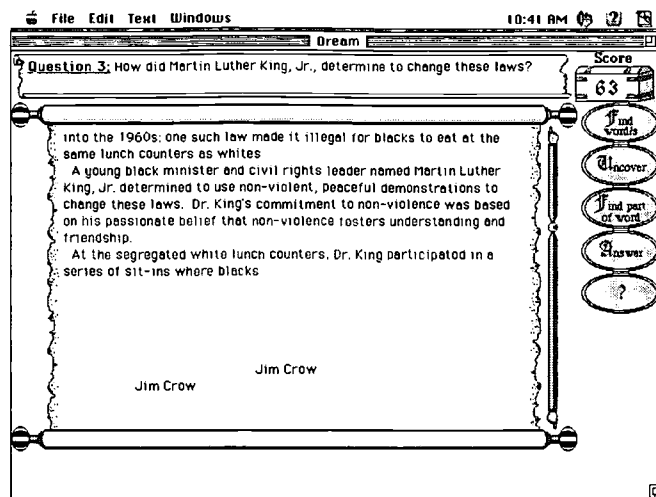 File Edit Text Windows 10:41 AM
Dream
Question 3: How did Martin Luther King, Jr., determine to change these laws?
Score
63
into the 1960s: one such law made it illegal for blacks to eat at the
same lunch counters as whites
A young black minister and civil rights leader named Martin Luther
King, Jr. determined to use non-violent, peaceful demonstrations to
change these laws. Dr. King's commitment to non-violence was based
on his passionate belief that non-violence fosters understanding and
friendship.
At the segregated white lunch counters, Dr. King participated in a
series of sit-ins where blacks
Jim Crow
Jim Crow
Find
word/s
Uncover
Find part
of word
Answer
?